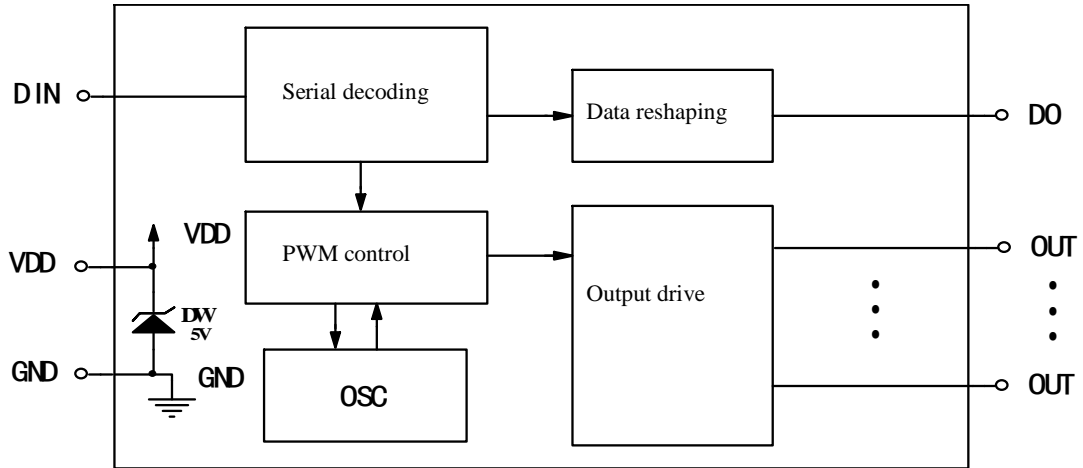 DIN
Serial decoding
Data reshaping
DO
VDD
VDD
PWM control
OUT
DW
5V
Output drive
GND
GND
OSC
OUT